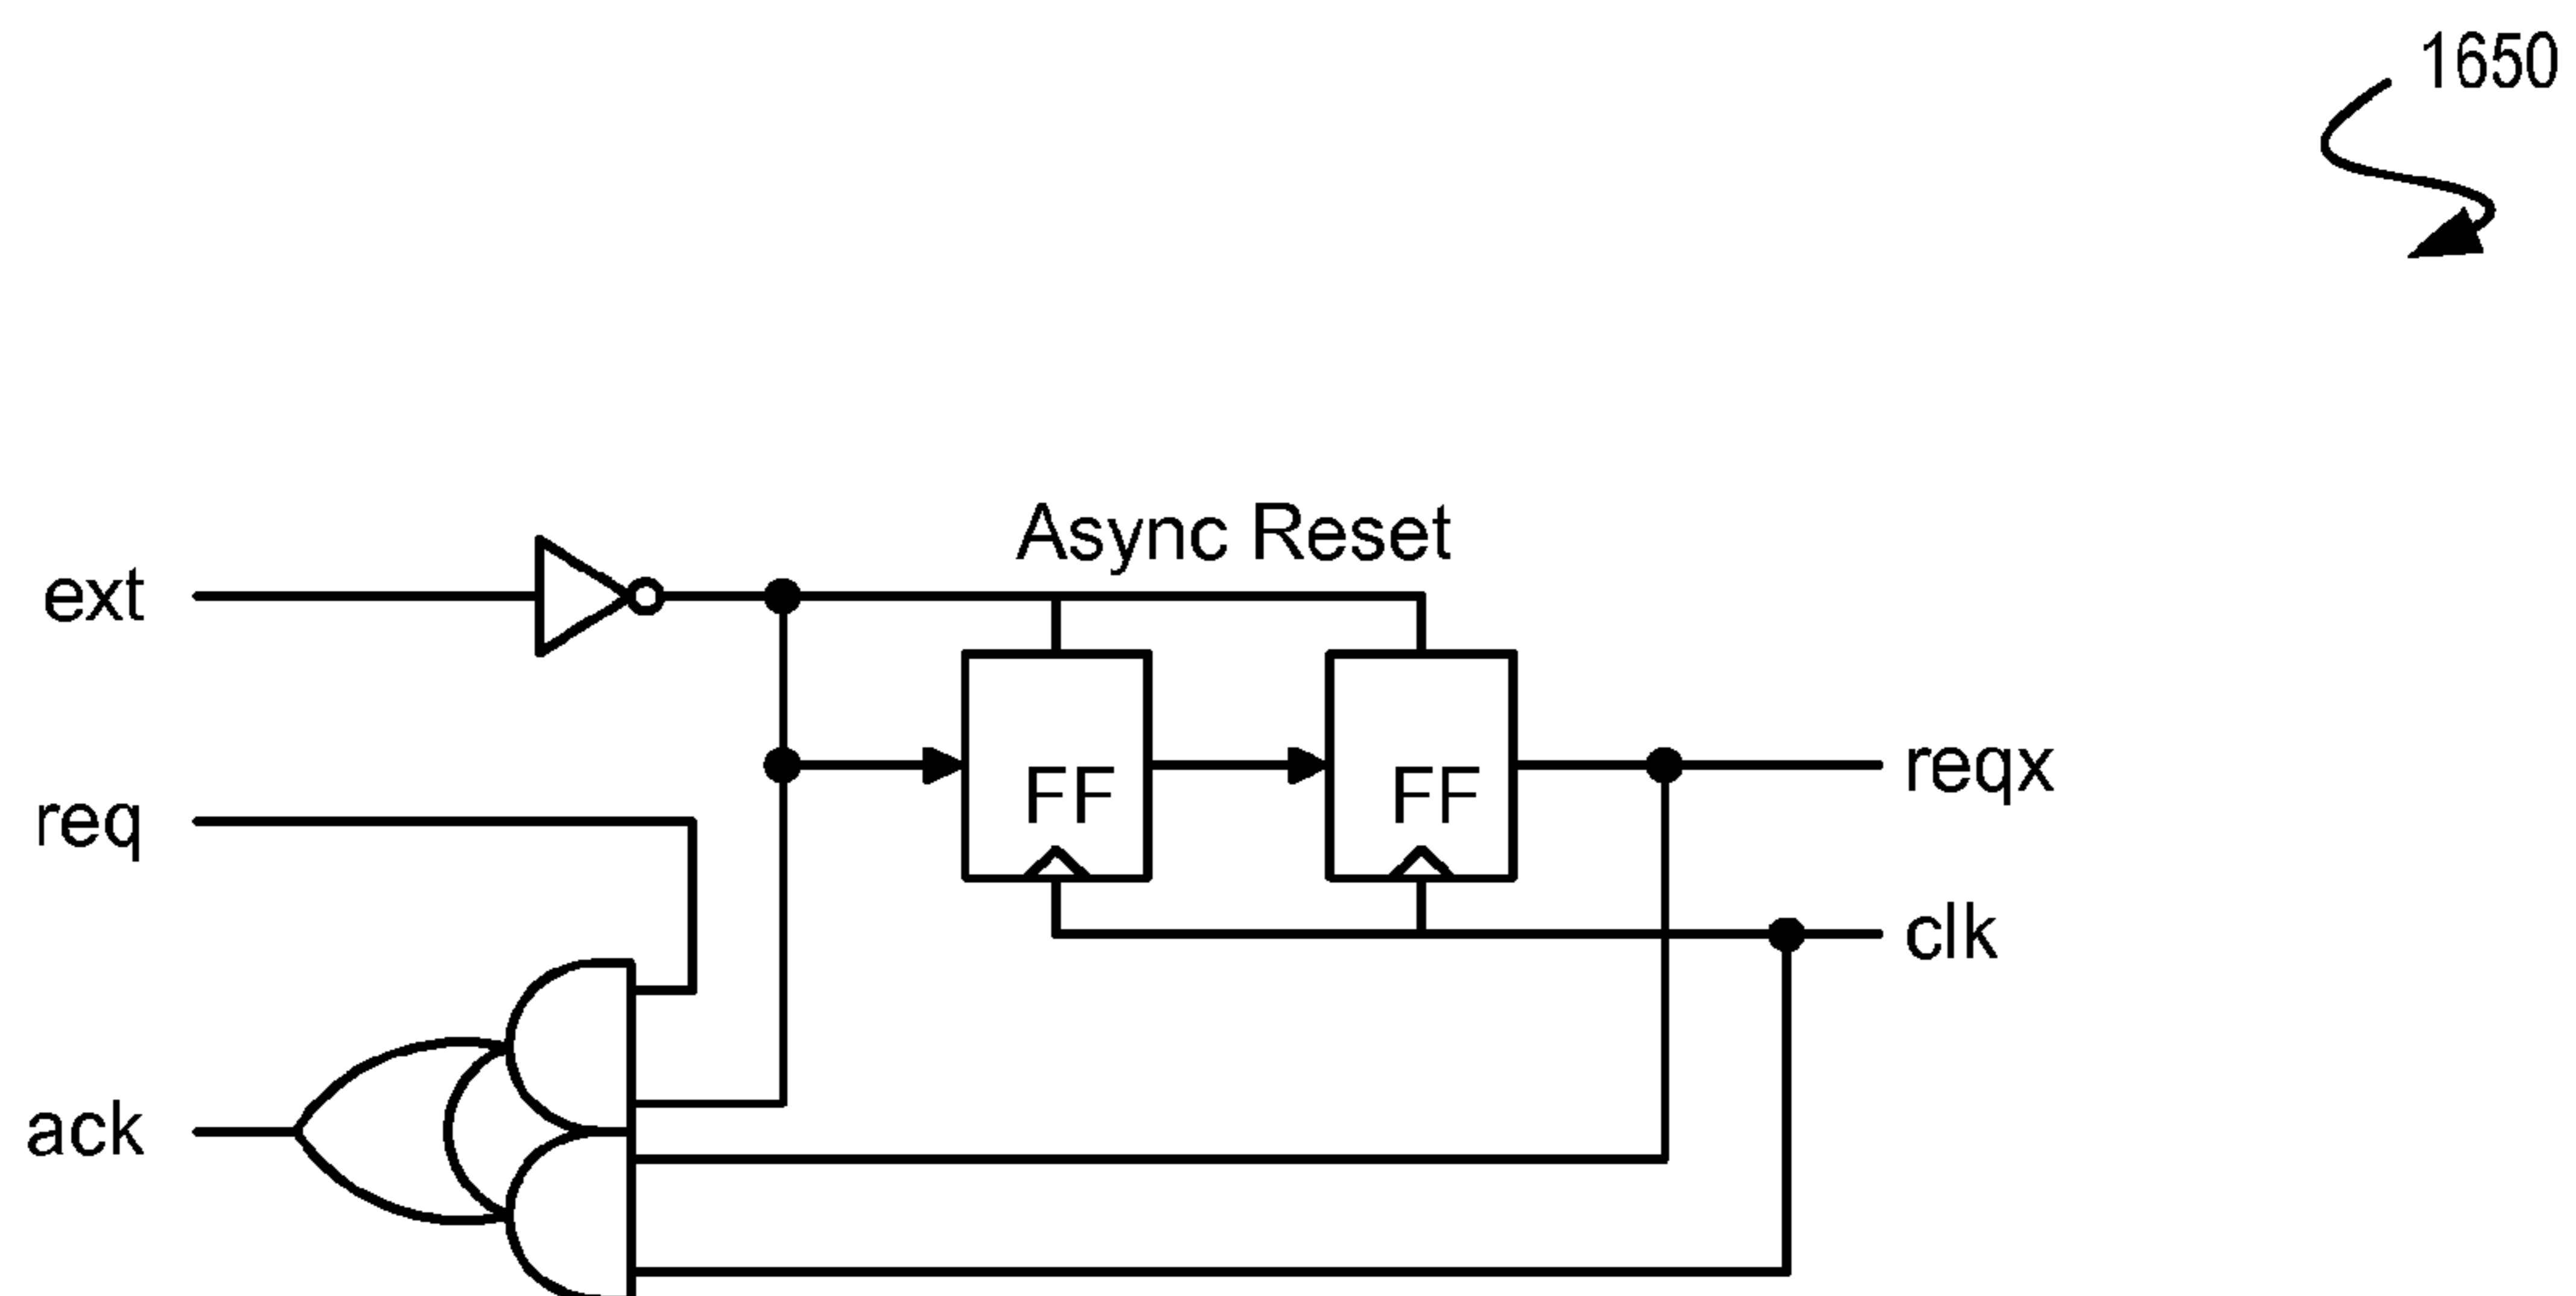 1650
Async Reset
ext
req
FF
FF
reqx
clk
ack